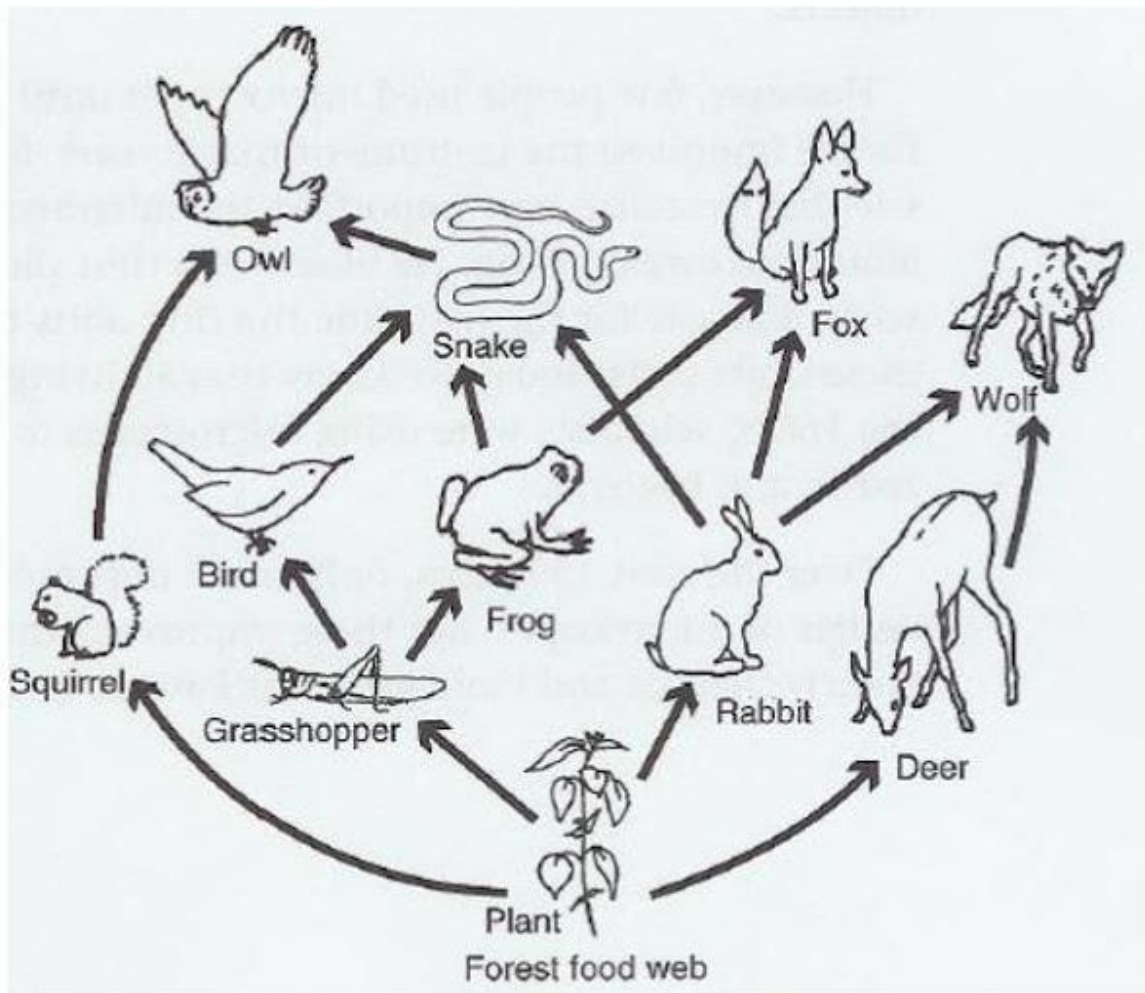 Owl
Snake
Fox
Wolf
Bird
Frog
Squirrel
Grasshopper
Rabbit
Deer
Plant
Forest food web